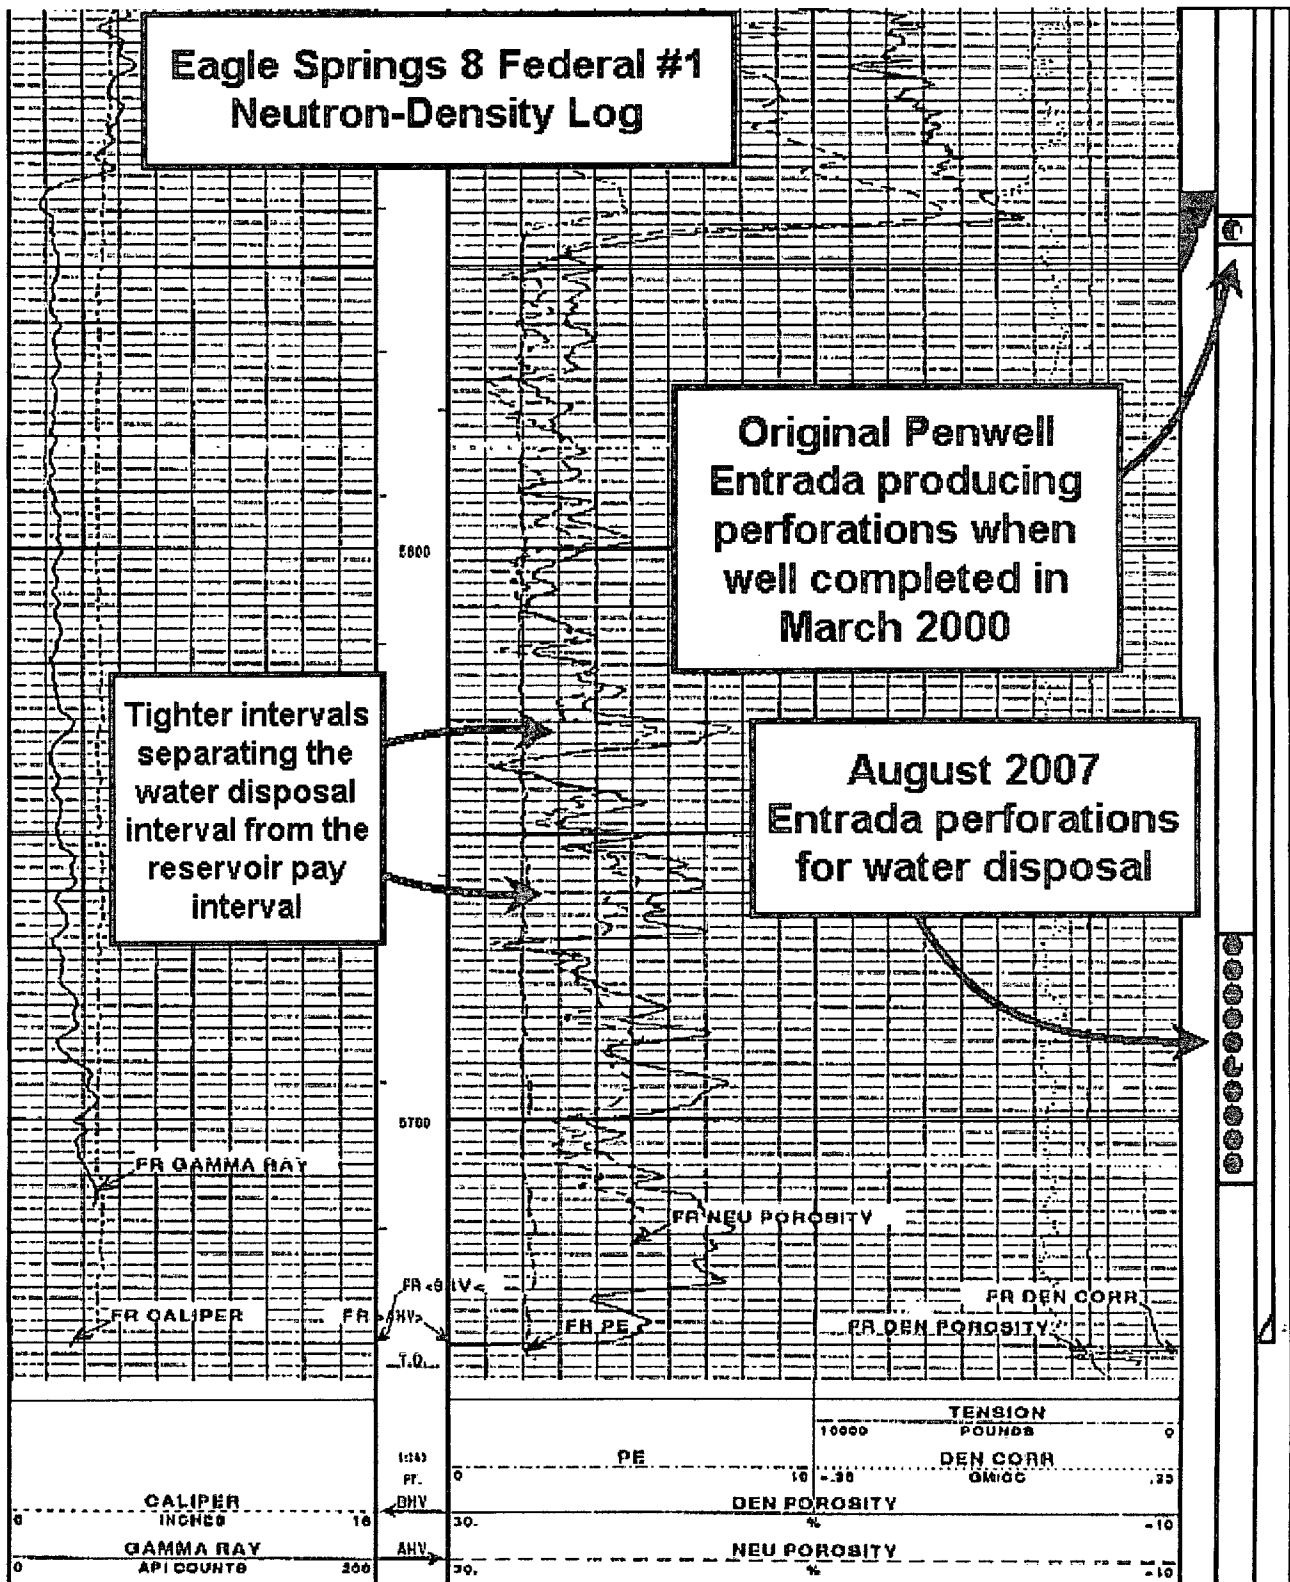 Eagle Springs 8 Federal #1
Neutron-Density Log
Original Penwell
Entrada producing
perforations when
well completed in
March 2000
5600
Tighter intervals
separating the
water disposal
interval from the
reservoir pay
interval
August 2007
Entrada perforations
for water disposal
5700
FR GAMMA RAY
FR NEU POROSITY
FR DEN CORR
FR CALIPER
FR PE
FR DEN POROSITY
T.D.
TENSION
10000 POUNDS 0
PE
0 10
DEN CORR
GM/CC
FT.
CALIPER
INCHES 16
BHV
DEN POROSITY
30. % -10
GAMMA RAY
0 API COUNTS 200
AHV
NEU POROSITY
30. % -10